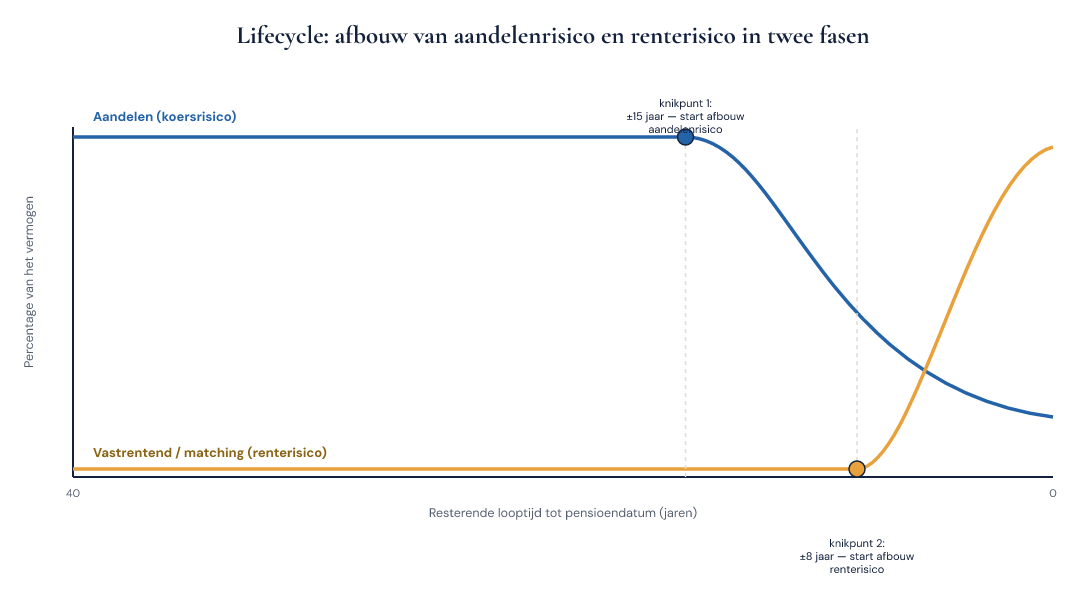 Lifecycle: afbouw van aandelenrisico en renterisico in twee fasen
knikpunt 1:
±15 jaar — start afbouw
aandelenrisico
Aandelen (koersrisico)
Percentage van het vermogen
Vastrentend / matching (renterisico)
40
0
Resterende looptijd tot pensioendatum (jaren)
knikpunt 2:
±8 jaar — start afbouw
renterisico